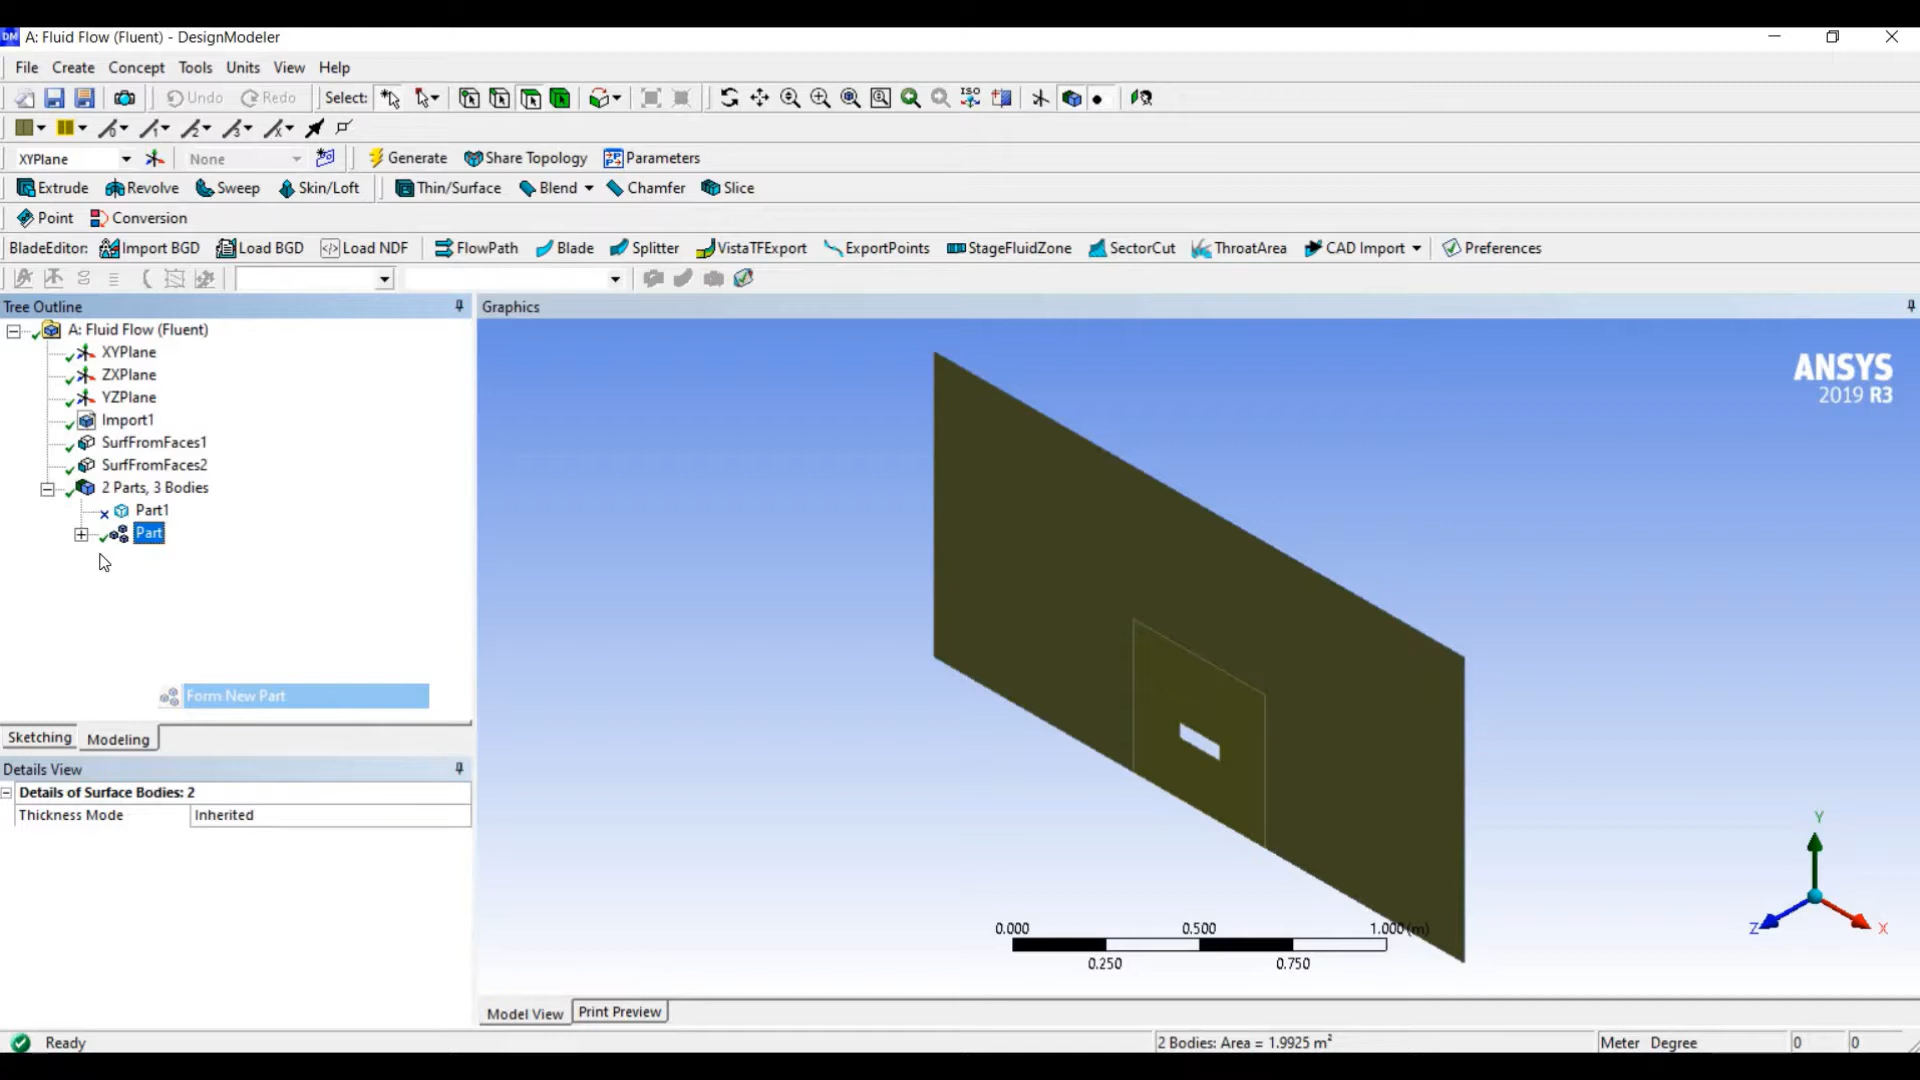 DM A: Fluid Flow (Fluent) - DesignModeler
File Create Concept Tools Units View Help
Undo Redo Select: ISO
XYPlane None Generate Share Topology Parameters
Extrude Revolve Sweep Skin/Loft Thin/Surface Blend Chamfer Slice
Point Conversion
BladeEditor: Import BGD Load BGD Load NDF FlowPath Blade Splitter VistaTFExport ExportPoints StageFluidZone SectorCut ThroatArea CAD Import Preferences
Tree Outline
Graphics
A: Fluid Flow (Fluent)
XYPlane
ZXPlane
YZPlane
Import1
SurfFromFaces1
SurfFromFaces2
2 Parts, 3 Bodies
Part1
Part
Form New Part
Sketching Modeling
Details View
Details of Surface Bodies: 2
Thickness Mode Inherited
ANSYS
2019 R3
0.000 0.500 1.000 (m)
0.250 0.750
Y
Z X
Model View Print Preview
Ready 2 Bodies: Area = 1.9925 m² Meter Degree 0 0